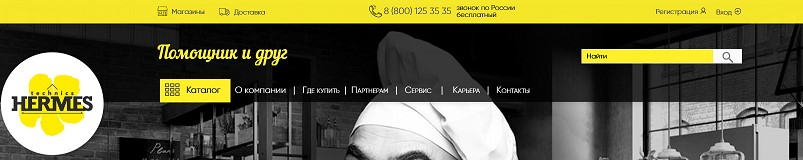 Магазины Доставка 8 (800) 125 35 35 звонок по России
бесплатный
Регистрация Вход
Помощник и друг
Найти
technics
HERMES
Каталог О компании | Где купить | Партнерам | Сервис | Карьера | Контакты